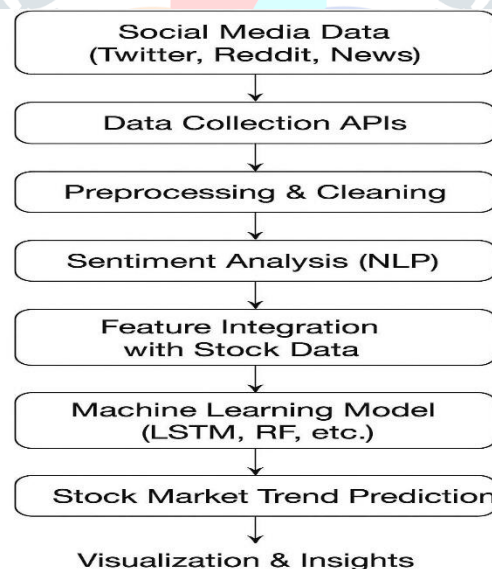 Social Media Data
(Twitter, Reddit, News)
Data Collection APIs
Preprocessing & Cleaning
Sentiment Analysis (NLP)
Feature Integration
with Stock Data
Machine Learning Model
(LSTM, RF, etc.)
Stock Market Trend Prediction
Visualization & Insights